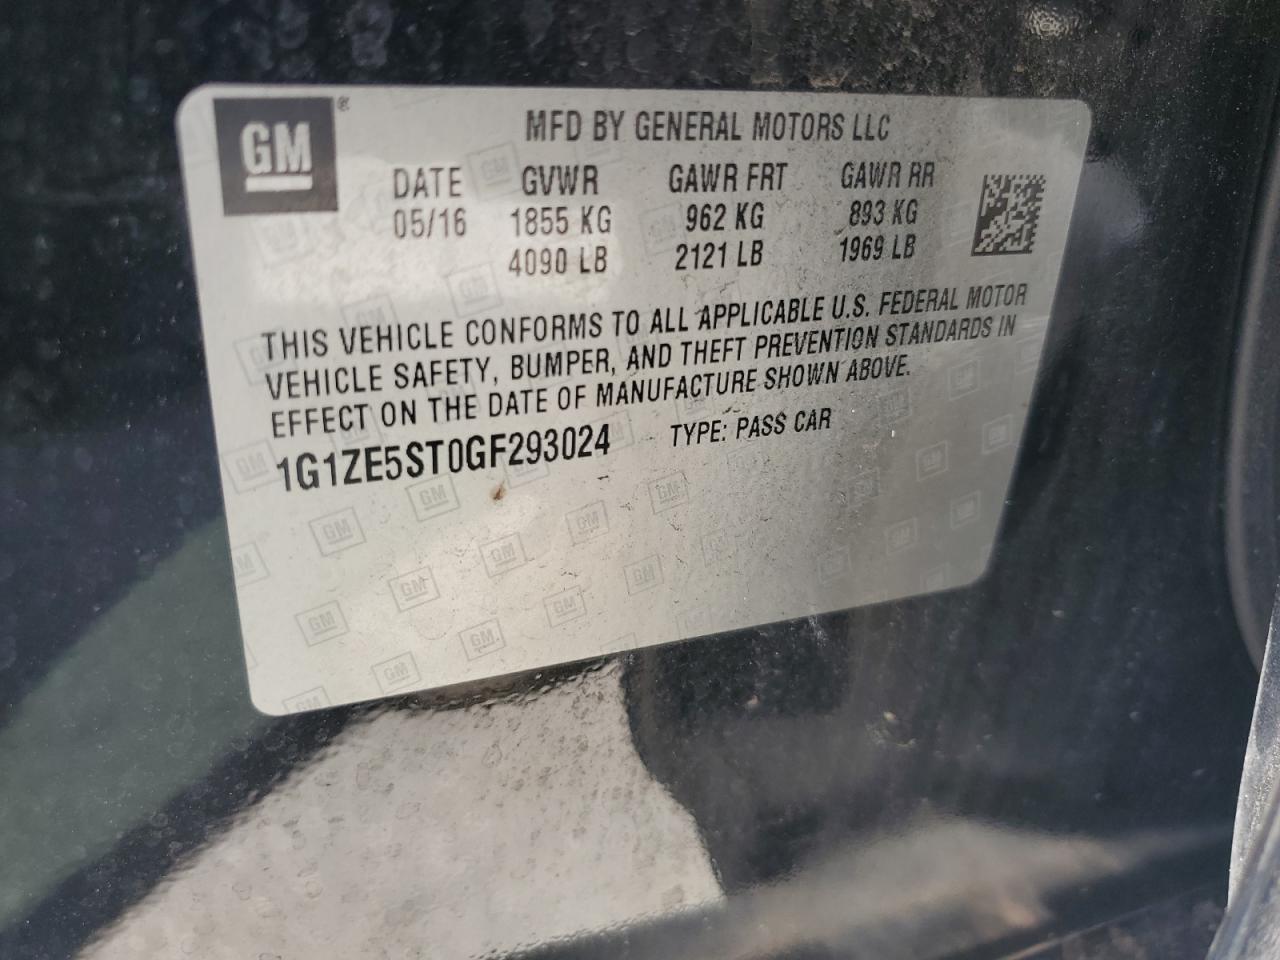 GM ®
MFD BY GENERAL MOTORS LLC
DATE GVWR GAWR FRT GAWR RR
05/16 1855 KG 962 KG 893 KG
4090 LB 2121 LB 1969 LB
THIS VEHICLE CONFORMS TO ALL APPLICABLE U.S. FEDERAL MOTOR
VEHICLE SAFETY, BUMPER, AND THEFT PREVENTION STANDARDS IN
EFFECT ON THE DATE OF MANUFACTURE SHOWN ABOVE.
1G1ZE5ST0GF293024 TYPE: PASS CAR